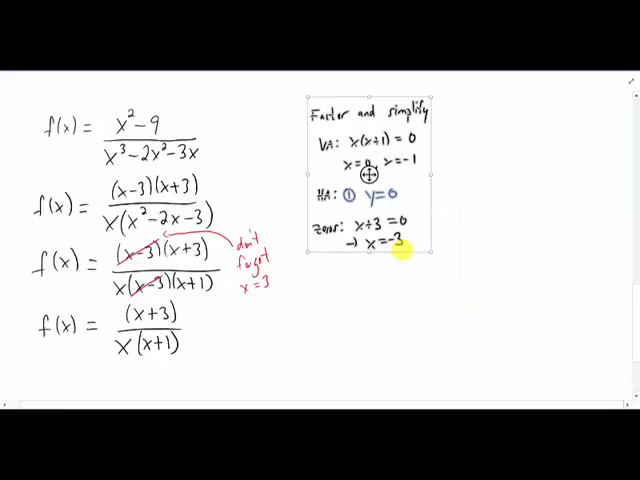 f(x) = x² - 9 / x³ - 2x² - 3x
f(x) = (x-3)(x+3) / x(x² - 2x - 3)
f(x) = (x-3)(x+3) / x(x-3)(x+1)
don't
forget
x = 3
f(x) = (x+3) / x(x+1)
Factor and simplify
VA: x(x+1) = 0
x=0, x=-1
HA: ① y=0
Zeros: x+3 = 0
→ x = -3